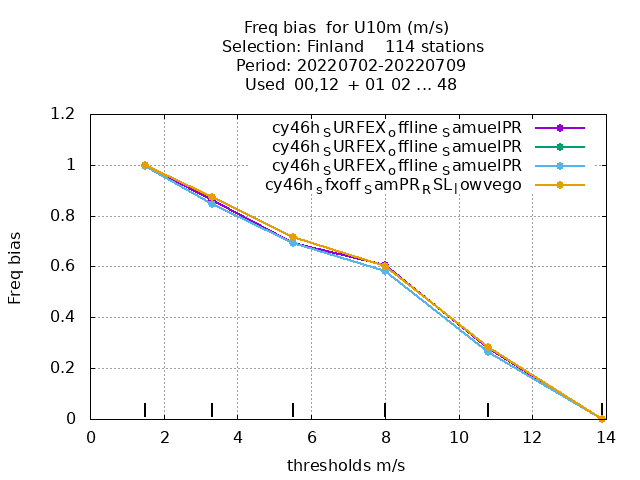 Freq bias  for U10m (m/s)
Selection: Finland    114 stations
Period: 20220702-20220709
Used  00,12  + 01 02 ... 48
cy46h_SURFEX_offline_SamuelPR
cy46h_SURFEX_offline_SamuelPR
cy46h_SURFEX_offline_SamuelPR
cy46h_sfxoff_SamPR_RSL_lowvego
Freq bias
1.2
1
0.8
0.6
0.4
0.2
0
0 2 4 6 8 10 12 14
thresholds m/s